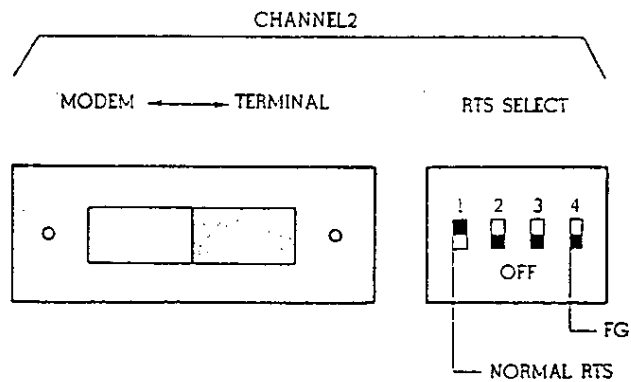 CHANNEL2
MODEM ⟷ TERMINAL
RTS SELECT
1 2 3 4
OFF
FG
NORMAL RTS